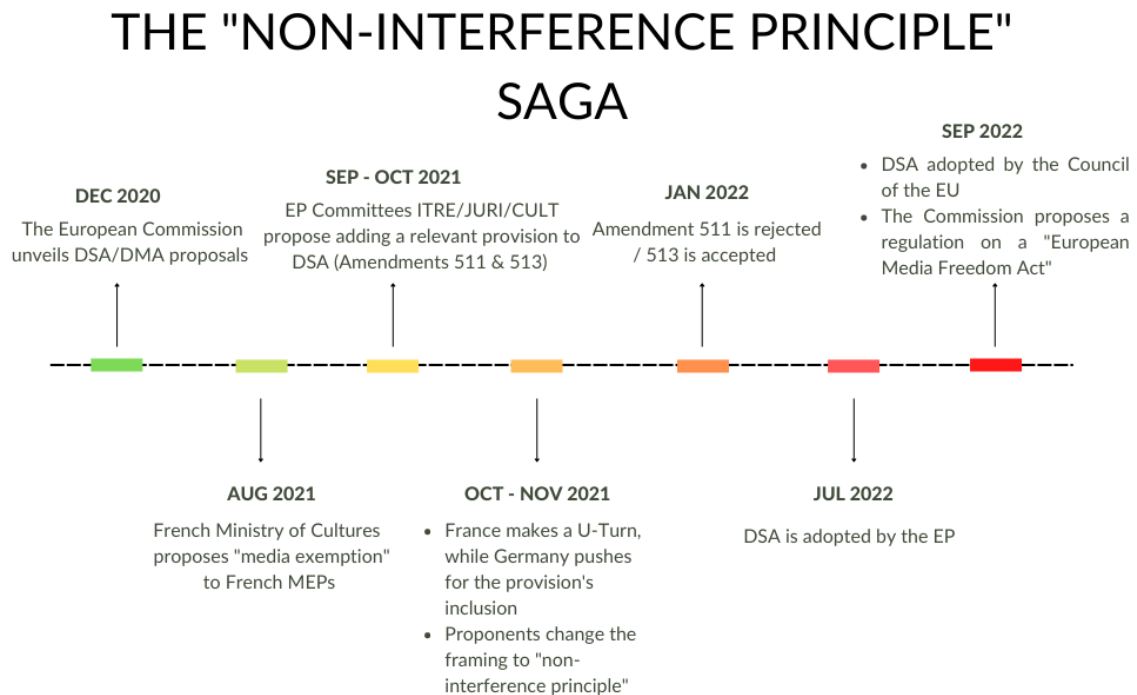 THE "NON-INTERFERENCE PRINCIPLE"
SAGA
DEC 2020
The European Commission
unveils DSA/DMA proposals
SEP - OCT 2021
EP Committees ITRE/JURI/CULT
propose adding a relevant provision to
DSA (Amendments 511 & 513)
JAN 2022
Amendment 511 is rejected
/ 513 is accepted
SEP 2022
• DSA adopted by the Council
of the EU
• The Commission proposes a
regulation on a "European
Media Freedom Act"
AUG 2021
French Ministry of Cultures
proposes "media exemption"
to French MEPs
OCT - NOV 2021
• France makes a U-Turn,
while Germany pushes
for the provision's
inclusion
• Proponents change the
framing to "non-
interference principle"
JUL 2022
DSA is adopted by the EP